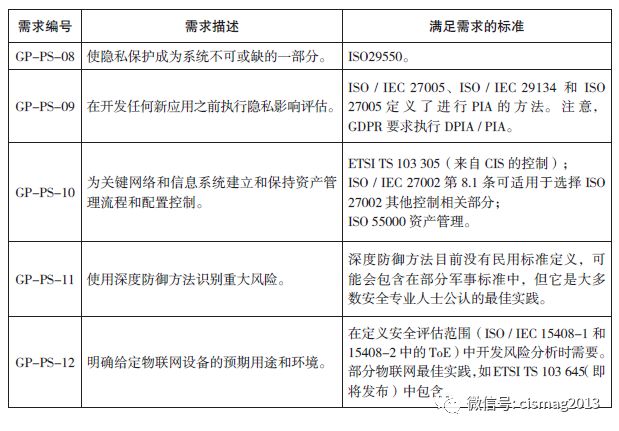 需求编号 需求描述 满足需求的标准
GP-PS-08 使隐私保护成为系统不可或缺的一部分。 ISO29550。
GP-PS-09 在开发任何新应用之前执行隐私影响评估。
ISO / IEC 27005、ISO / IEC 29134 和 ISO
27005 定义了进行 PIA 的方法。注意,
GDPR 要求执行 DPIA / PIA。
GP-PS-10
为关键网络和信息系统建立和保持资产管
理流程和配置控制。
ETSI TS 103 305(来自 CIS 的控制);
ISO / IEC 27002 第 8.1 条可适用于选择 ISO
27002 其他控制相关部分;
ISO 55000 资产管理。
GP-PS-11 使用深度防御方法识别重大风险。
深度防御方法目前没有民用标准定义,可
能会包含在部分军事标准中,但它是大多
数安全专业人士公认的最佳实践。
GP-PS-12 明确给定物联网设备的预期用途和环境。
在定义安全评估范围(ISO / IEC 15408-1 和
15408-2 中的 ToE)中开发风险分析时需要。
部分物联网最佳实践,如 ETSI TS 103 645(即
将发布)中包含
微信号: cismag2013